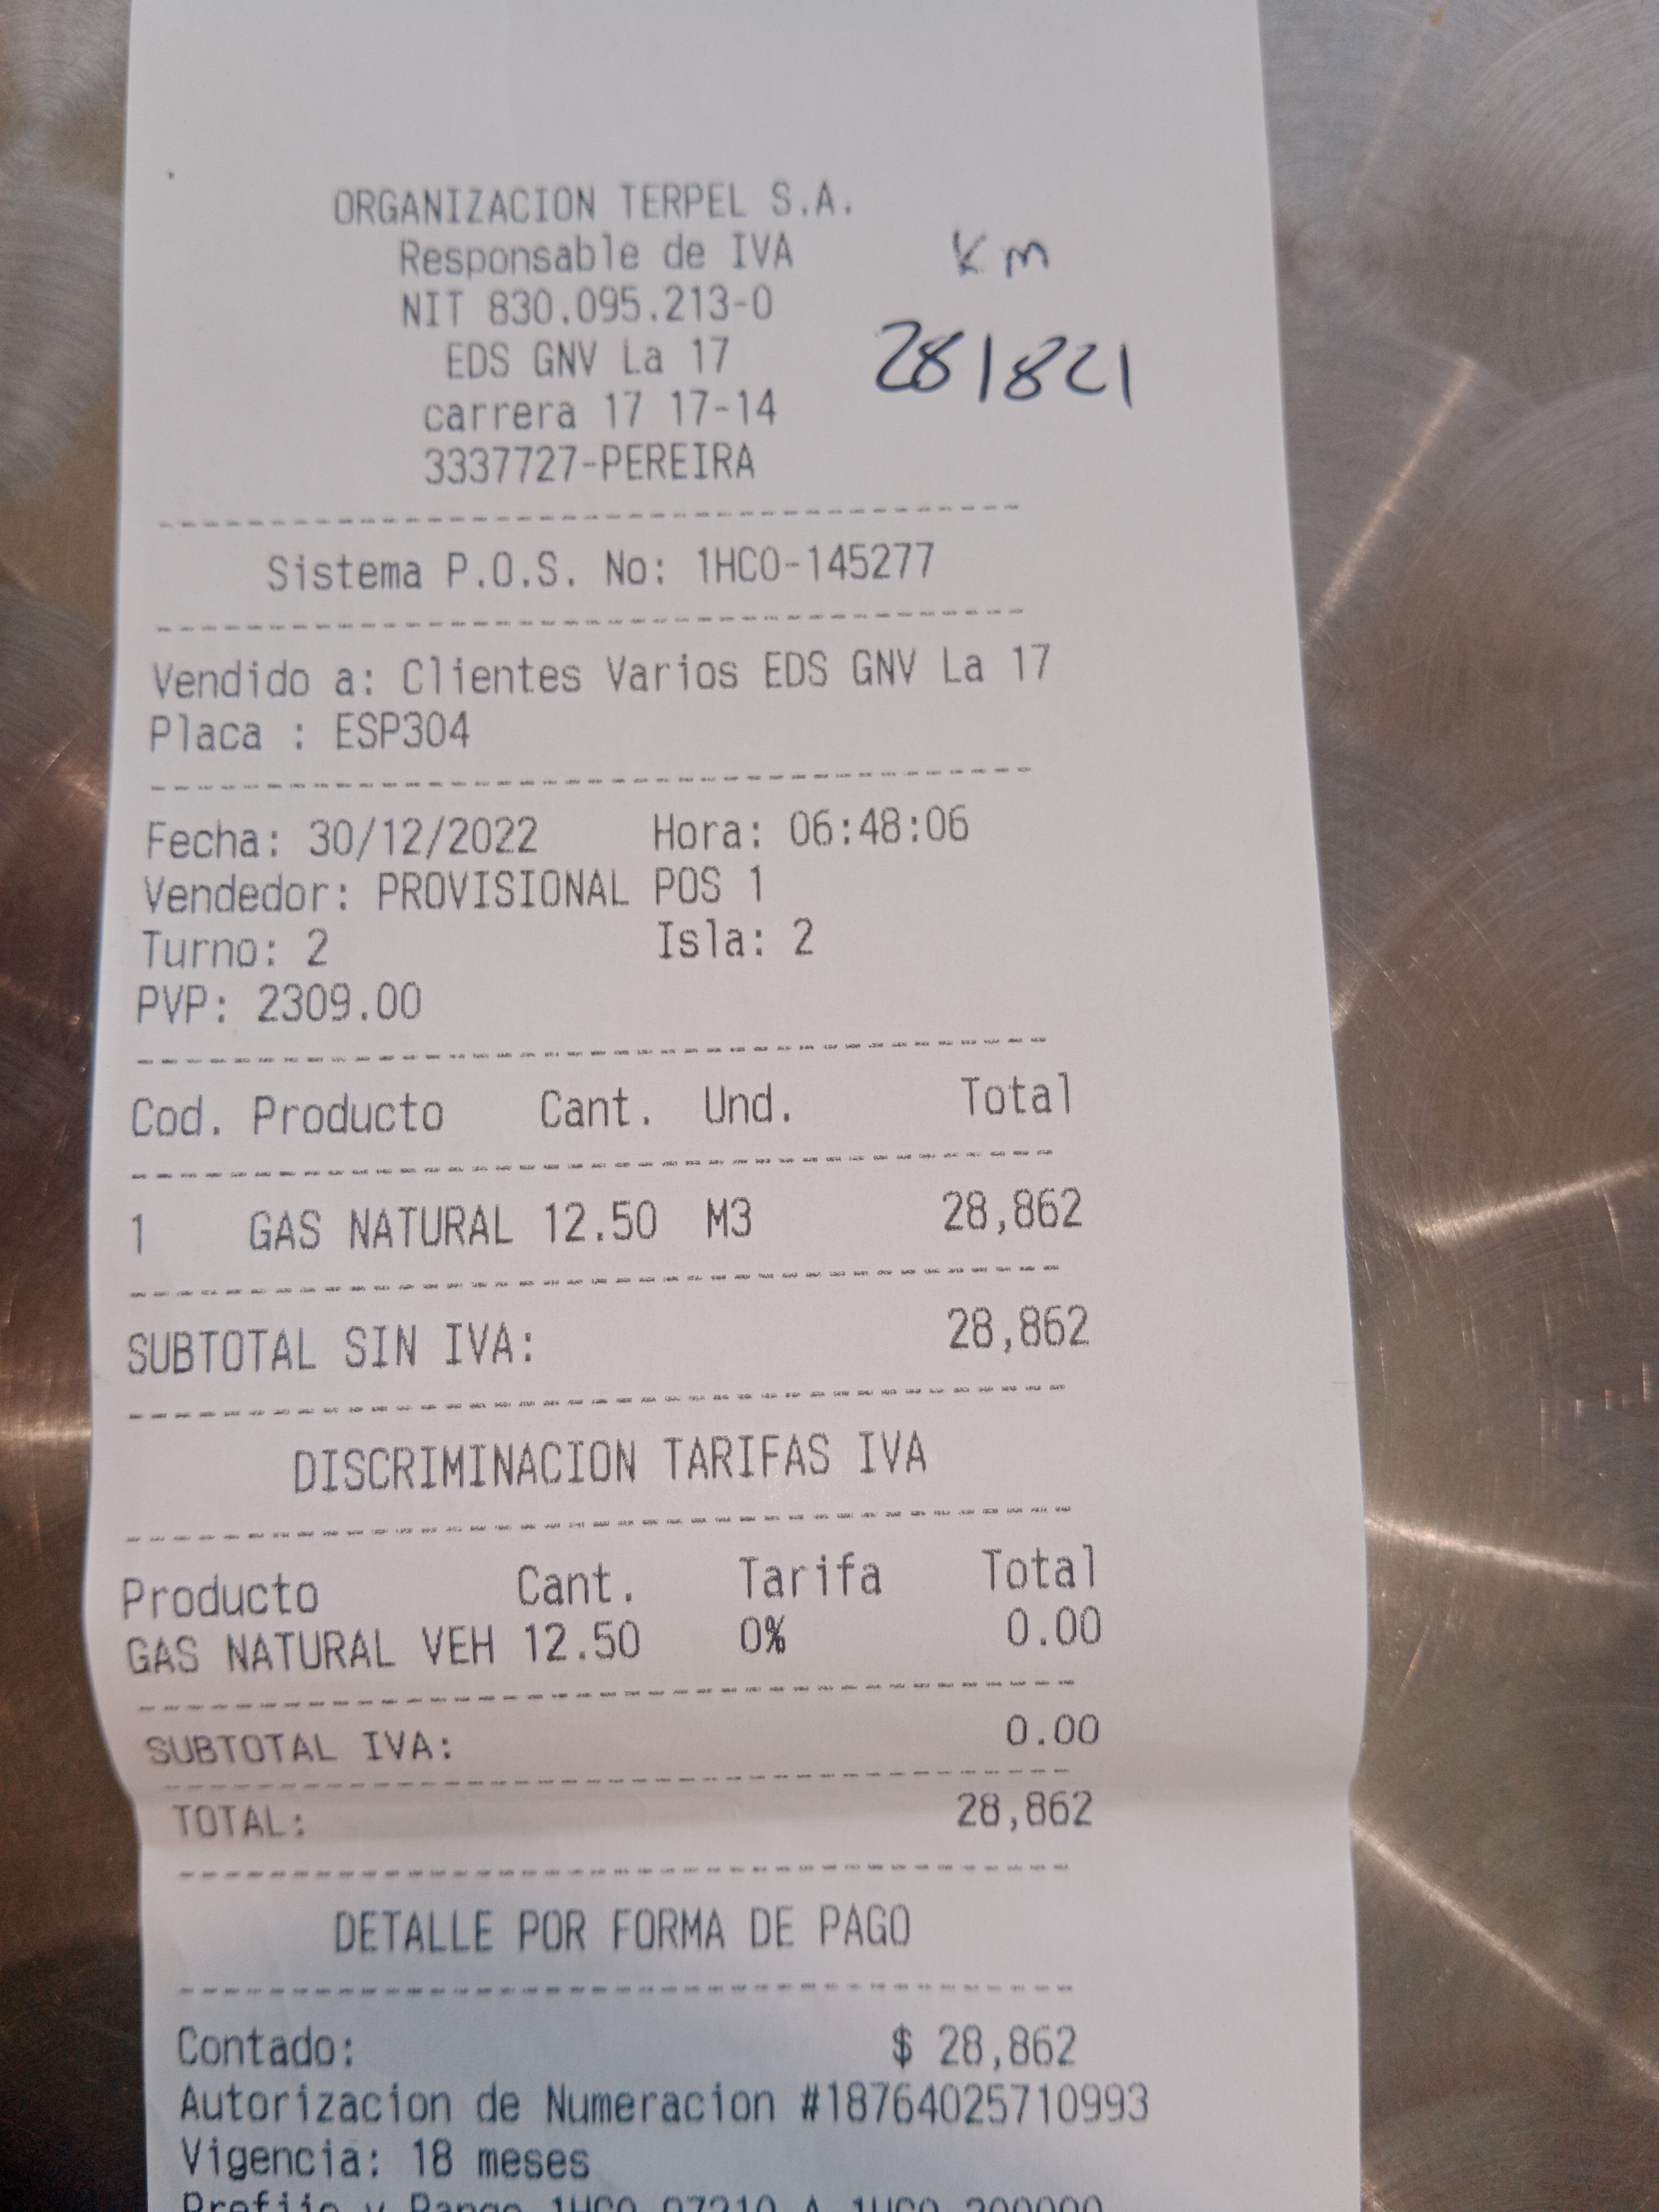 ORGANIZACION TERPEL S.A.
Responsable de IVA
Km
NIT 830.095.213-0
EDS GNV La 17
281821
carrera 17 17-14
3337727-PEREIRA
Sistema P.O.S. No: 1HCO-145277
Vendido a: Clientes Varios EDS GNV La 17
Placa : ESP304
Fecha: 30/12/2022 Hora: 06:48:06
Vendedor: PROVISIONAL POS 1
Turno: 2 Isla: 2
PVP: 2309.00
Cod. Producto Cant. Und. Total
1 GAS NATURAL 12.50 M3 28,862
SUBTOTAL SIN IVA: 28,862
DISCRIMINACION TARIFAS IVA
Producto Cant. Tarifa Total
GAS NATURAL VEH 12.50 0% 0.00
SUBTOTAL IVA: 0.00
TOTAL: 28,862
DETALLE POR FORMA DE PAGO
Contado: $ 28,862
Autorizacion de Numeracion #18764025710993
Vigencia: 18 meses
Prefijo y Rango 1HCO